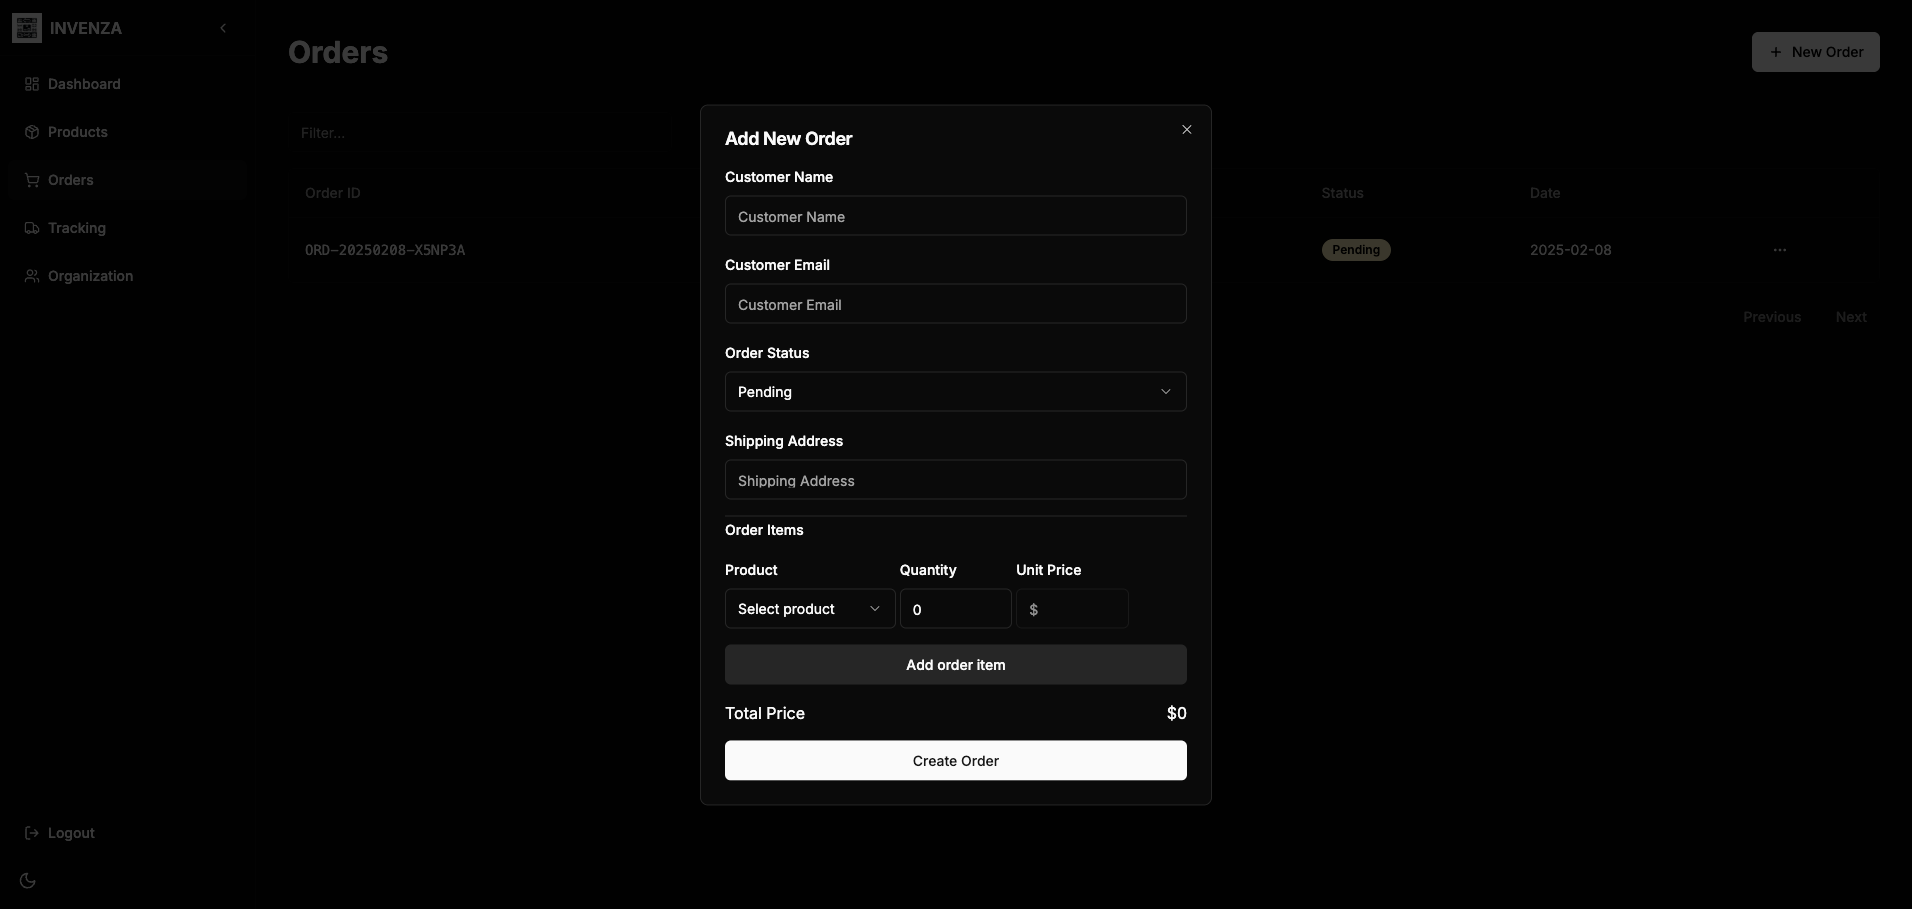 INVENZA
Dashboard
Products
Orders
Tracking
Organization
Logout
Orders
New Order
Filter...
Order ID
Status
Date
ORD-20250208-X5NP3A
Pending
2025-02-08
Previous
Next
Add New Order
Customer Name
Customer Name
Customer Email
Customer Email
Order Status
Pending
Shipping Address
Shipping Address
Order Items
Product
Quantity
Unit Price
Select product
0
$
Add order item
Total Price
$0
Create Order